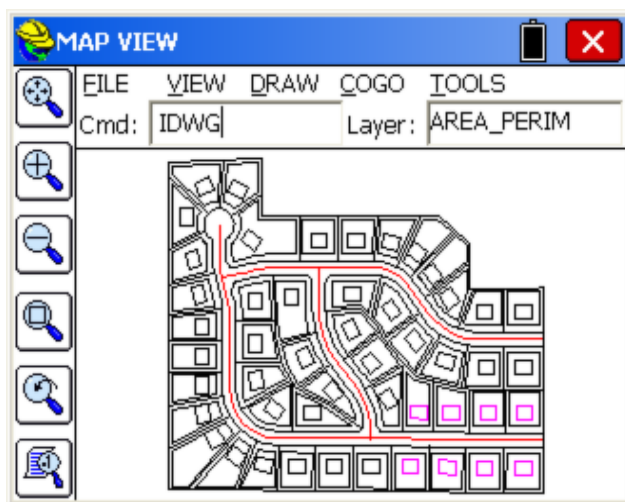 MAP VIEW
FILE VIEW DRAW COGO TOOLS
Cmd: IDWG Layer: AREA_PERIM